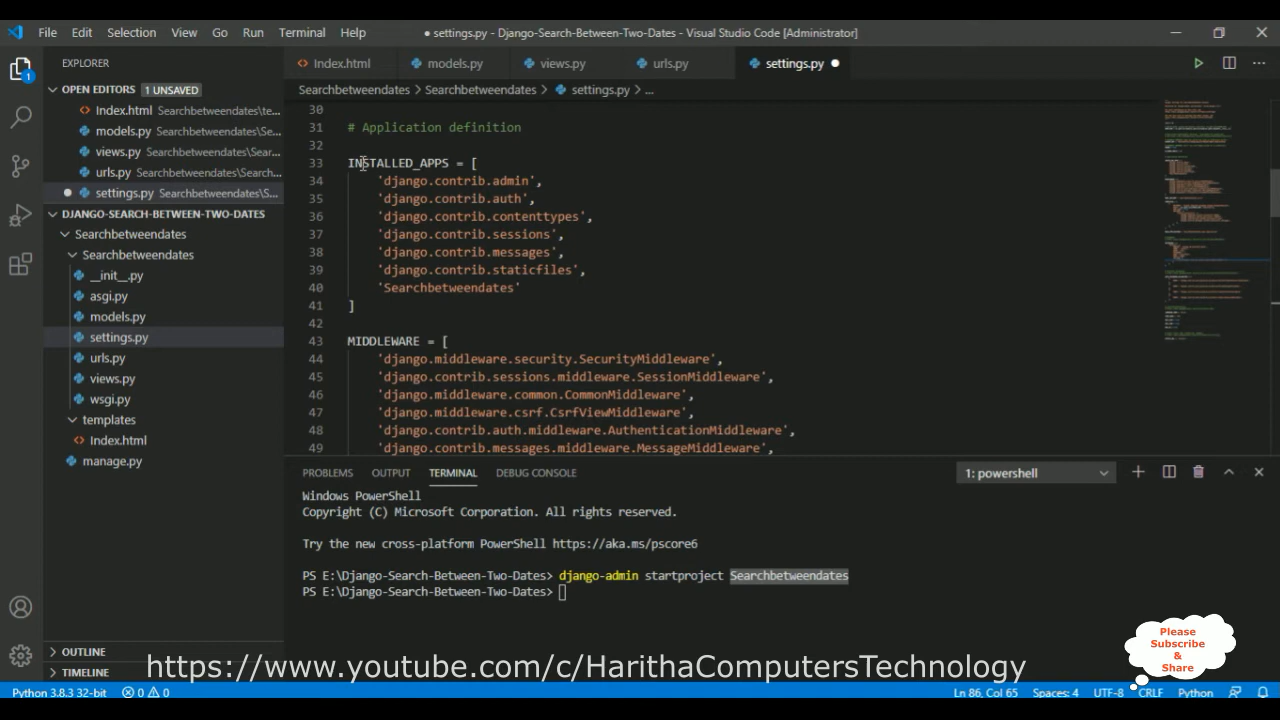 File Edit Selection View Go Run Terminal Help
● settings.py - Django-Search-Between-Two-Dates - Visual Studio Code [Administrator]
EXPLORER
OPEN EDITORS 1 UNSAVED
Index.html Searchbetweendates\te...
models.py Searchbetweendates\Se...
views.py Searchbetweendates\Sear...
urls.py Searchbetweendates\Search...
settings.py Searchbetweendates\S...
DJANGO-SEARCH-BETWEEN-TWO-DATES
Searchbetweendates
Searchbetweendates
__init__.py
asgi.py
models.py
settings.py
urls.py
views.py
wsgi.py
templates
Index.html
manage.py
OUTLINE
TIMELINE
Index.html models.py views.py urls.py settings.py
Searchbetweendates > Searchbetweendates > settings.py > ...
30
31 # Application definition
32
33 INSTALLED_APPS = [
34 'django.contrib.admin',
35 'django.contrib.auth',
36 'django.contrib.contenttypes',
37 'django.contrib.sessions',
38 'django.contrib.messages',
39 'django.contrib.staticfiles',
40 'Searchbetweendates'
41 ]
42
43 MIDDLEWARE = [
44 'django.middleware.security.SecurityMiddleware',
45 'django.contrib.sessions.middleware.SessionMiddleware',
46 'django.middleware.common.CommonMiddleware',
47 'django.middleware.csrf.CsrfViewMiddleware',
48 'django.contrib.auth.middleware.AuthenticationMiddleware',
49 'django.contrib.messages.middleware.MessageMiddleware',
PROBLEMS OUTPUT TERMINAL DEBUG CONSOLE 1: powershell
Windows PowerShell
Copyright (C) Microsoft Corporation. All rights reserved.
Try the new cross-platform PowerShell https://aka.ms/pscore6
PS E:\Django-Search-Between-Two-Dates> django-admin startproject Searchbetweendates
PS E:\Django-Search-Between-Two-Dates>
Please
Subscribe
&
Share
https://www.youtube.com/c/HarithaComputersTechnology
Python 3.8.3 32-bit 0 0 Ln 86, Col 65 Spaces: 4 UTF-8 CRLF Python